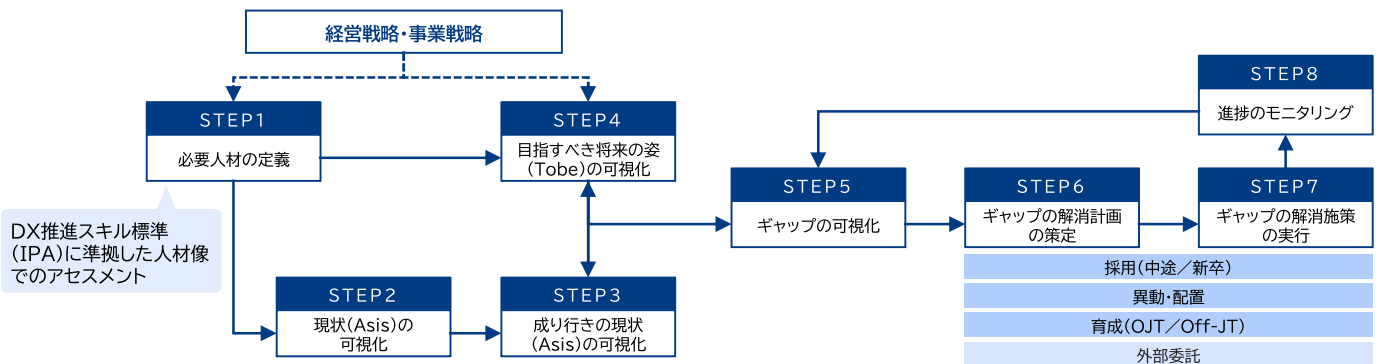 経営戦略・事業戦略
STEP1
必要人材の定義
DX推進スキル標準
（IPA）に準拠した人材像
でのアセスメント
STEP2
現状（Asis）の
可視化
STEP3
成り行きの現状
（Asis）の可視化
STEP4
目指すべき将来の姿
（Tobe）の可視化
STEP5
ギャップの可視化
STEP6
ギャップの解消計画
の策定
STEP7
ギャップの解消施策
の実行
STEP8
進捗のモニタリング
採用（中途／新卒）
異動・配置
育成（OJT／Off-JT）
外部委託